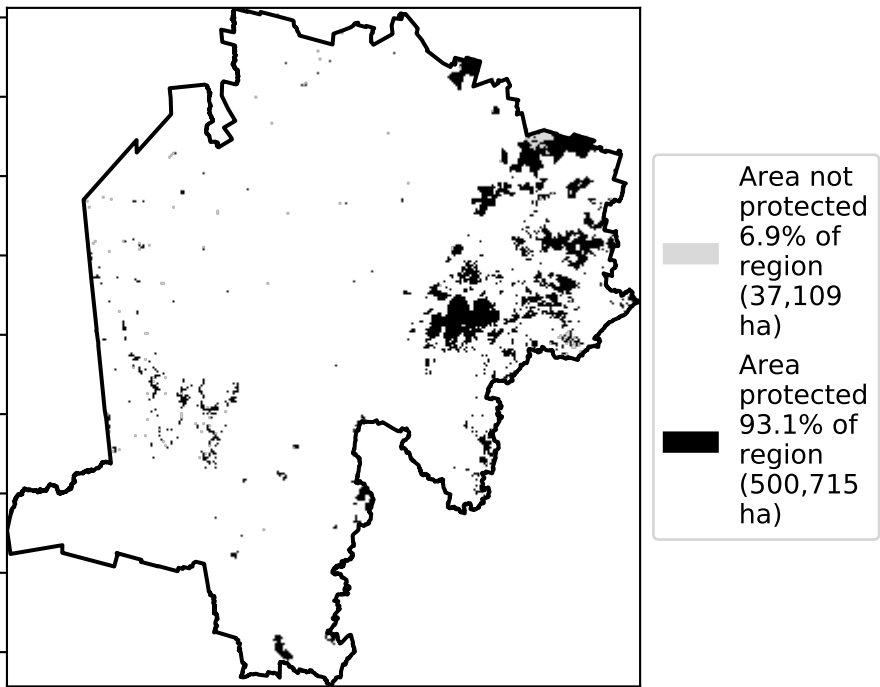 Area not
protected
6.9% of
region
(37,109
ha)
Area
protected
93.1% of
region
(500,715
ha)